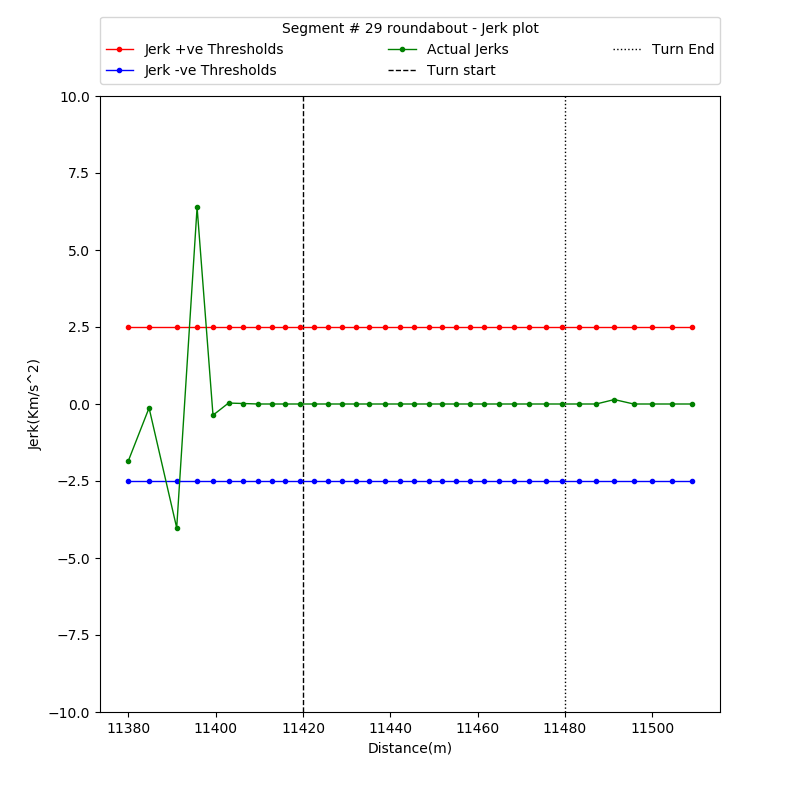 Segment # 29 roundabout - Jerk plot
Jerk +ve Thresholds Actual Jerks Turn End
Jerk -ve Thresholds Turn start
10.0
7.5
5.0
2.5
0.0
−2.5
−5.0
−7.5
−10.0
Jerk(Km/s^2)
11380 11400 11420 11440 11460 11480 11500
Distance(m)